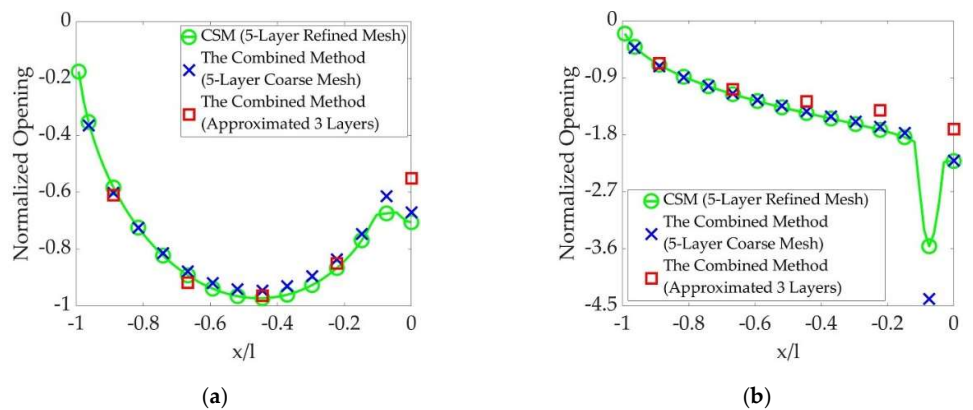 0
-0.2
-0.4
-0.6
-0.8
-1
Normalized Opening
CSM (5-Layer Refined Mesh)
The Combined Method
(5-Layer Coarse Mesh)
The Combined Method
(Approximated 3 Layers)
-1 -0.8 -0.6 -0.4 -0.2 0
x/l
(a)
0
-0.9
-1.8
-2.7
-3.6
-4.5
Normalized Opening
CSM (5-Layer Refined Mesh)
The Combined Method
(5-Layer Coarse Mesh)
The Combined Method
(Approximated 3 Layers)
-1 -0.8 -0.6 -0.4 -0.2 0
x/l
(b)